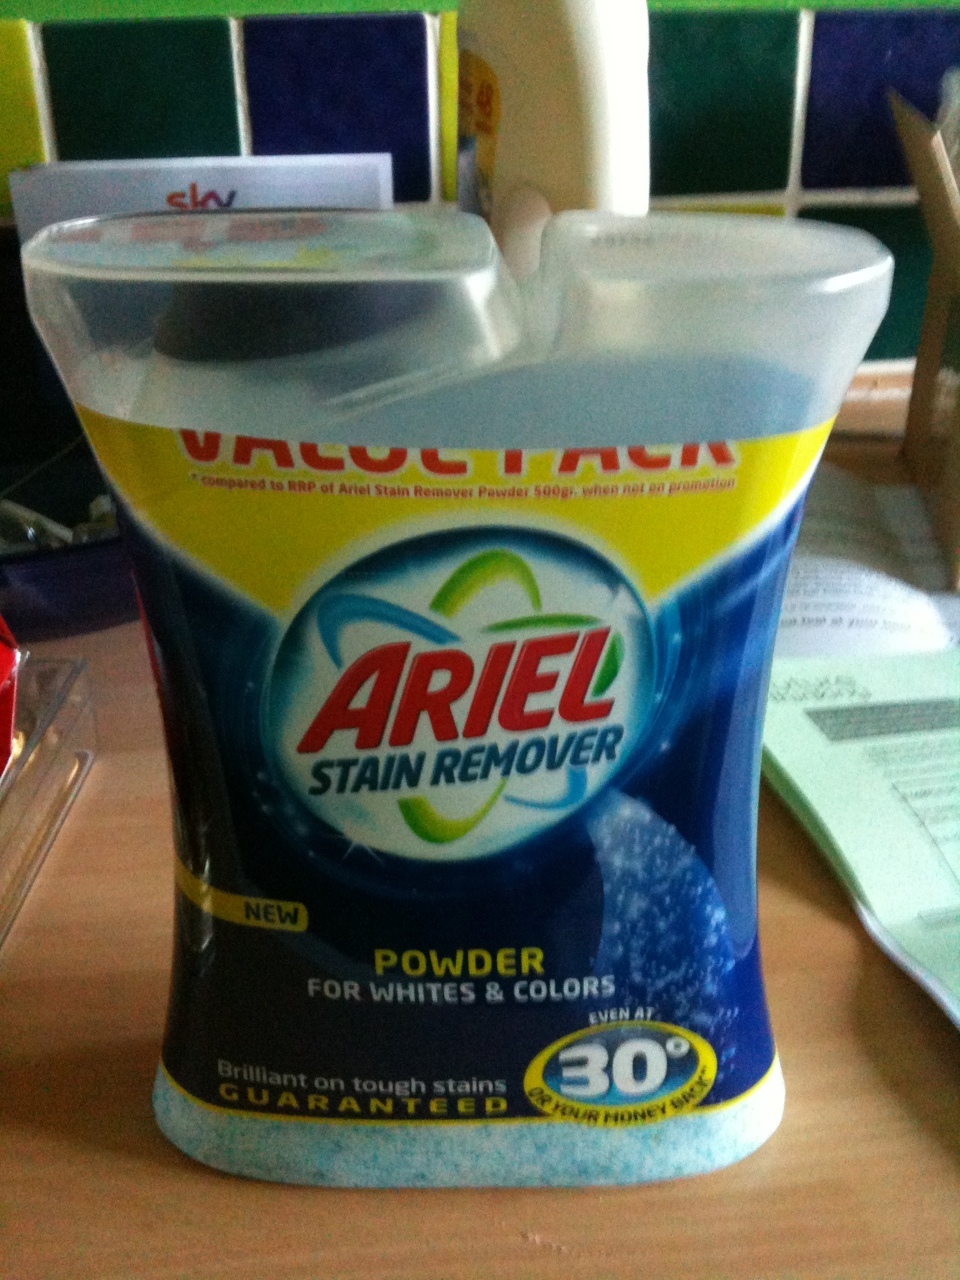 sky
VALUE PACK
* compared to RRP of Ariel Stain Remover Powder 500gr. when not on promotion
ARIEL
STAIN REMOVER
NEW
POWDER
FOR WHITES & COLORS
EVEN AT
30°
OR YOUR MONEY BACK**
Brilliant on tough stains
GUARANTEED